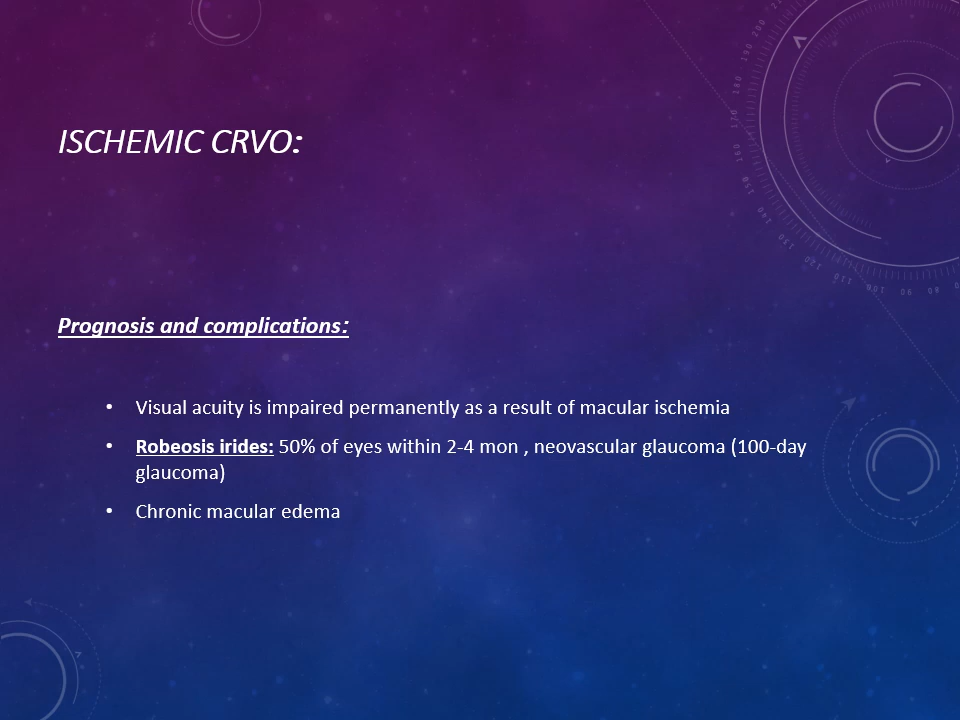 ISCHEMIC CRVO:
Prognosis and complications:
• Visual acuity is impaired permanently as a result of macular ischemia
• Robeosis irides: 50% of eyes within 2-4 mon , neovascular glaucoma (100-day
glaucoma)
• Chronic macular edema